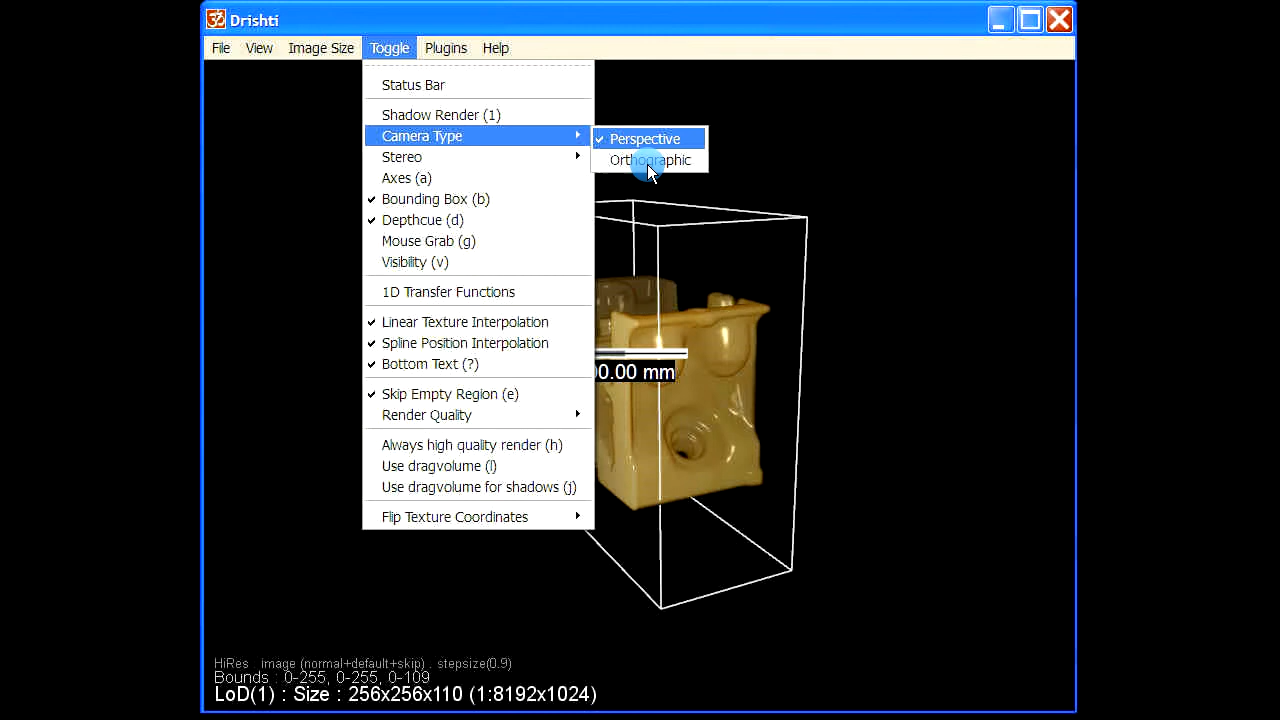 Drishti
File View Image Size Toggle Plugins Help
Status Bar
Shadow Render (1)
Camera Type
Perspective
Orthographic
Stereo
Axes (a)
Bounding Box (b)
Depthcue (d)
Mouse Grab (g)
Visibility (v)
1D Transfer Functions
Linear Texture Interpolation
Spline Position Interpolation
Bottom Text (?)
00.00 mm
Skip Empty Region (e)
Render Quality
Always high quality render (h)
Use dragvolume (l)
Use dragvolume for shadows (j)
Flip Texture Coordinates
HiRes image (normal+default+skip) . stepsize(0.9)
Bounds : 0-255, 0-255, 0-109
LoD(1) : Size : 256x256x110 (1:8192x1024)